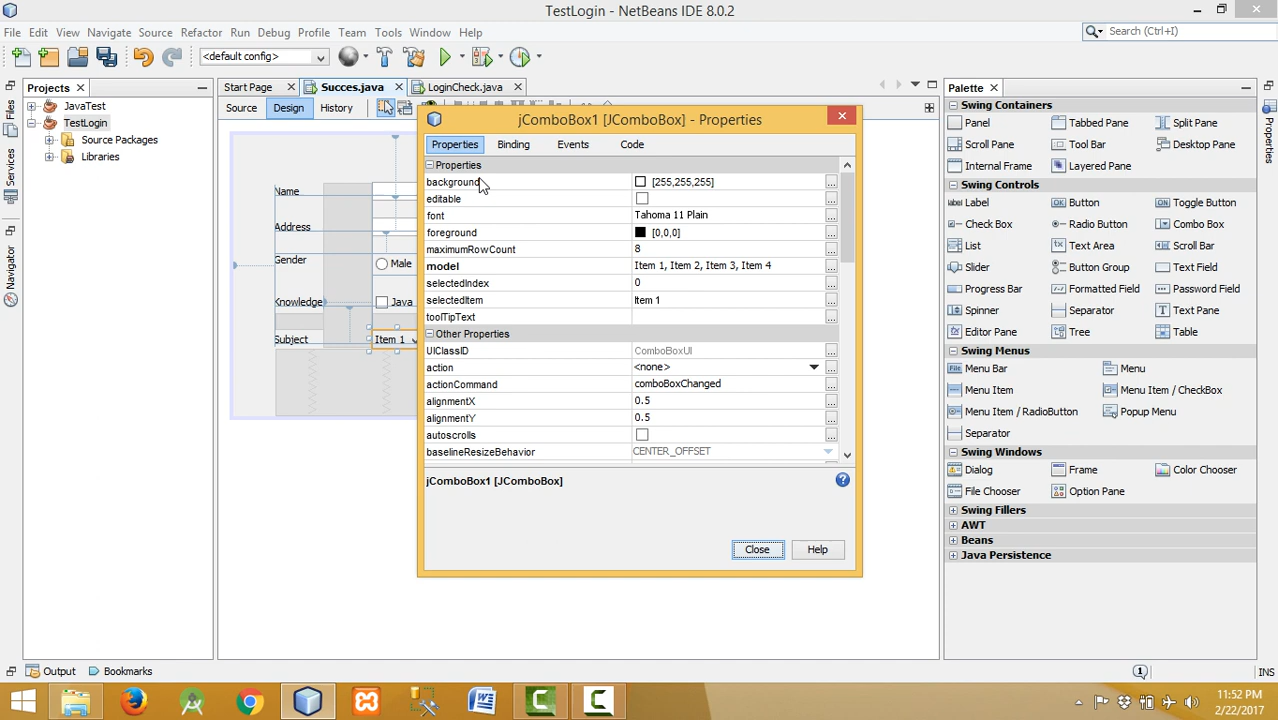 TestLogin - NetBeans IDE 8.0.2
File Edit View Navigate Source Refactor Run Debug Profile Team Tools Window Help
Search (Ctrl+I)
<default config>
Projects
Start Page
Succes.java
LoginCheck.java
Palette
Files
Navigator
Properties
JavaTest
TestLogin
Source Packages
Libraries
Source
Design
History
Name
Address
Gender
Male
Knowledge
Java
Subject
Item 1
jComboBox1 [JComboBox] - Properties
Properties Binding Events Code
Properties
background [255,255,255] ...
editable ...
font Tahoma 11 Plain ...
foreground [0,0,0] ...
maximumRowCount 8 ...
model Item 1, Item 2, Item 3, Item 4 ...
selectedIndex 0 ...
selectedItem Item 1 ...
toolTipText ...
Other Properties
UIClassID ComboBoxUI ...
action <none> ...
actionCommand comboBoxChanged ...
alignmentX 0.5 ...
alignmentY 0.5 ...
autoscrolls ...
baselineResizeBehavior CENTER_OFFSET ...
jComboBox1 [JComboBox]
Close
Help
Swing Containers
Panel Tabbed Pane Split Pane
Scroll Pane Tool Bar Desktop Pane
Internal Frame Layered Pane
Swing Controls
Label Button Toggle Button
Check Box Radio Button Combo Box
List Text Area Scroll Bar
Slider Button Group Text Field
Progress Bar Formatted Field Password Field
Spinner Separator Text Pane
Editor Pane Tree Table
Swing Menus
Menu Bar Menu
Menu Item Menu Item / CheckBox
Menu Item / RadioButton Popup Menu
Separator
Swing Windows
Dialog Frame Color Chooser
File Chooser Option Pane
Swing Fillers
AWT
Beans
Java Persistence
Output
Bookmarks
1
INS
11:52 PM
2/22/2017